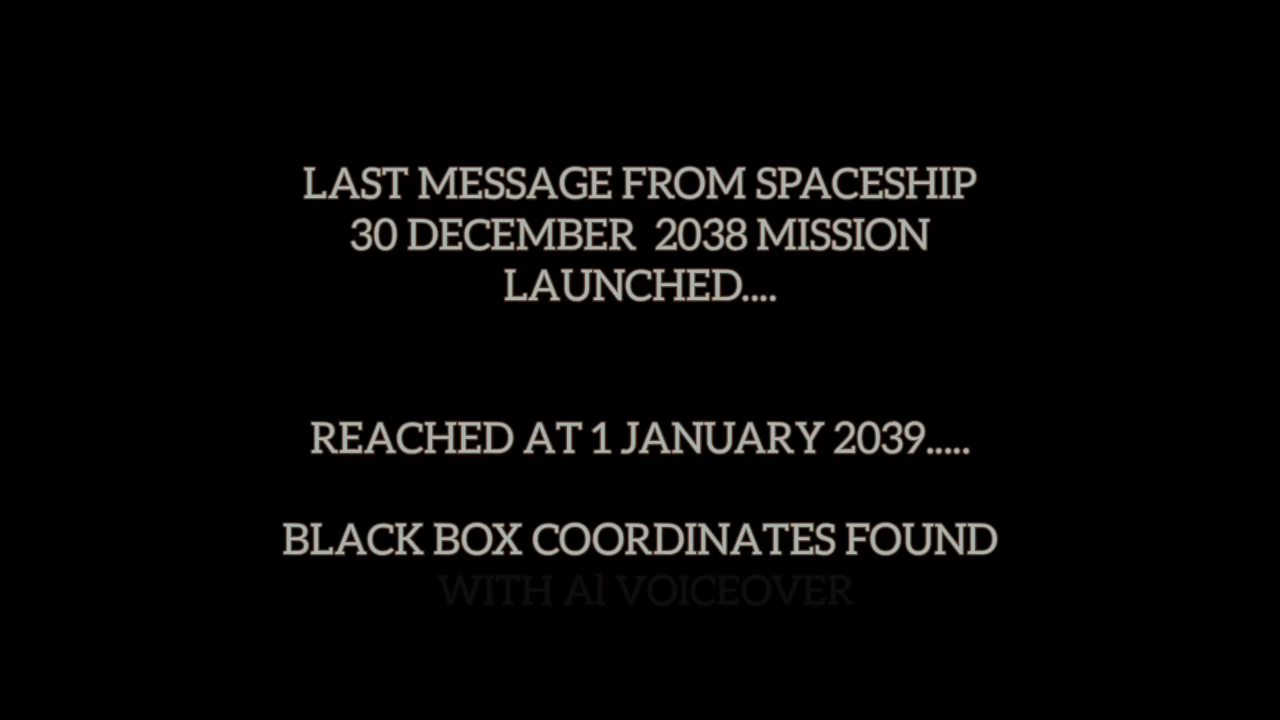 LAST MESSAGE FROM SPACESHIP
30 DECEMBER  2038 MISSION
LAUNCHED....
REACHED AT 1 JANUARY 2039.....
BLACK BOX COORDINATES FOUND
WITH Al VOICEOVER